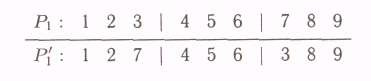 P₁ : 1 2 3 | 4 5 6 | 7 8 9
P₁′ : 1 2 7 | 4 5 6 | 3 8 9